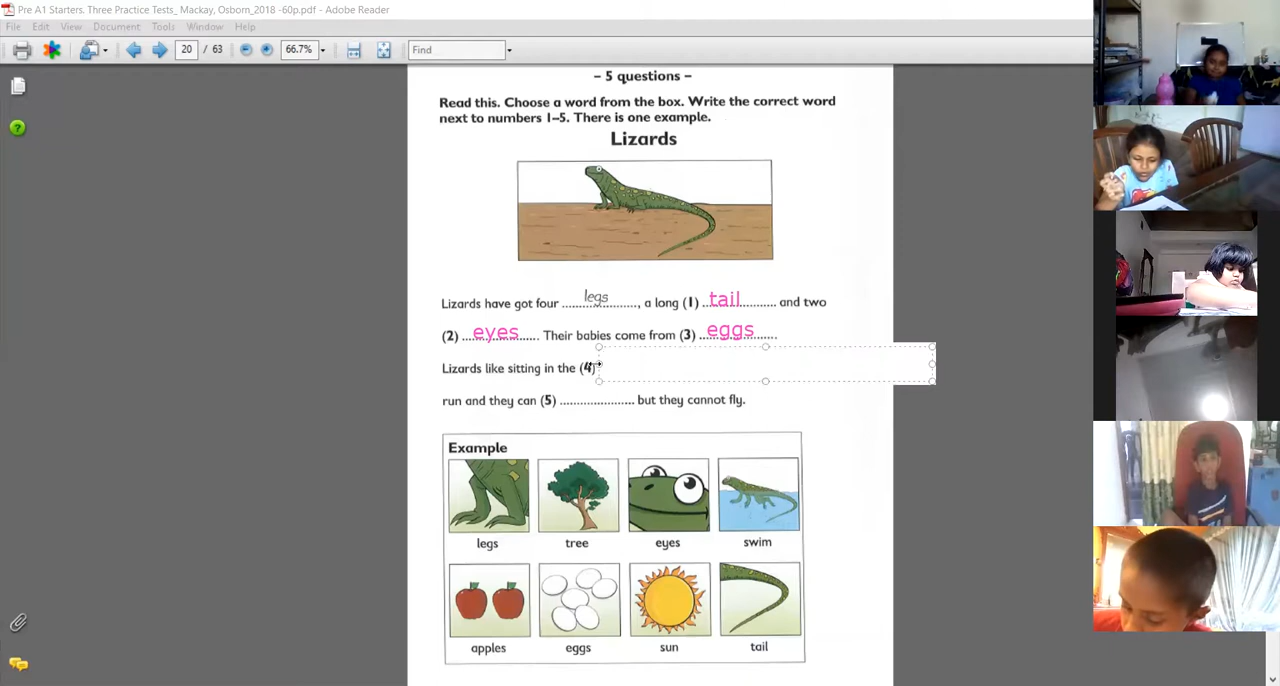 Pre A1 Starters. Three Practice Tests_ Mackay, Osborn_2018 -60p.pdf - Adobe Reader
File Edit View Document Tools Window Help
20 / 63 66.7% Find
– 5 questions –
Read this. Choose a word from the box. Write the correct word
next to numbers 1–5. There is one example.
Lizards
Lizards have got four ....legs...., a long (1) ....tail.... and two
(2) ....eyes..... Their babies come from (3) ....eggs.....
Lizards like sitting in the (4)
run and they can (5) .................... but they cannot fly.
Example
legs tree eyes swim
apples eggs sun tail